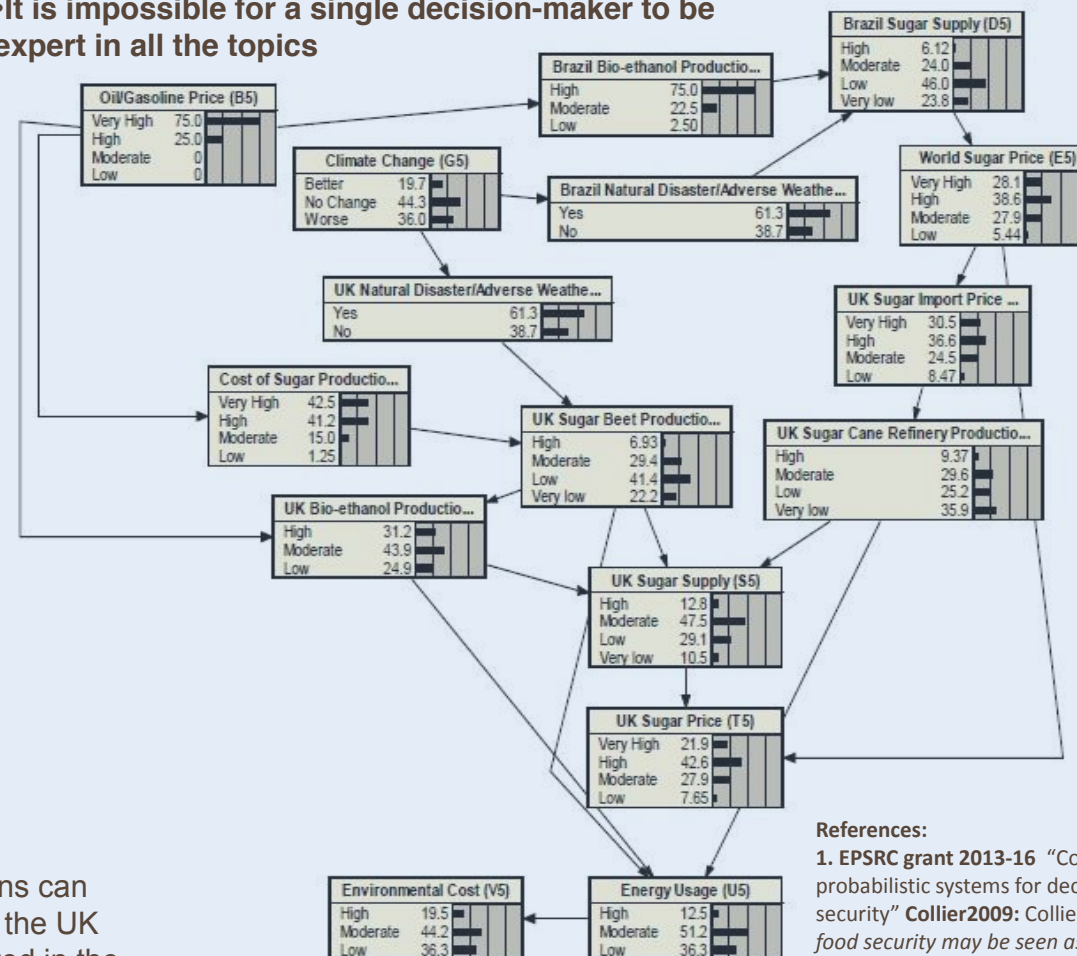 •It is impossible for a single decision-maker to be
expert in all the topics
Brazil Sugar Supply (D5)
High 6.12
Moderate 24.0
Low 46.0
Very low 23.8
Brazil Bio-ethanol Productio...
High 75.0
Moderate 22.5
Low 2.50
Oil/Gasoline Price (B5)
Very High 75.0
High 25.0
Moderate 0
Low 0
Climate Change (G5)
Better 19.7
No Change 44.3
Worse 36.0
World Sugar Price (E5)
Very High 28.1
High 38.6
Moderate 27.9
Low 5.44
Brazil Natural Disaster/Adverse Weathe...
Yes 61.3
No 38.7
UK Natural Disaster/Adverse Weathe...
Yes 61.3
No 38.7
UK Sugar Import Price ...
Very High 30.5
High 36.6
Moderate 24.5
Low 8.47
Cost of Sugar Productio...
Very High 42.5
High 41.2
Moderate 15.0
Low 1.25
UK Sugar Beet Productio...
High 6.93
Moderate 29.4
Low 41.4
Very low 22.2
UK Sugar Cane Refinery Productio...
High 9.37
Moderate 29.6
Low 25.2
Very low 35.9
UK Bio-ethanol Productio...
High 31.2
Moderate 43.9
Low 24.9
UK Sugar Supply (S5)
High 12.8
Moderate 47.5
Low 29.1
Very low 10.5
UK Sugar Price (T5)
Very High 21.9
High 42.6
Moderate 27.9
Low 7.65
Environmental Cost (V5)
High 19.5
Moderate 44.2
Low 36.3
Energy Usage (U5)
High 12.5
Moderate 51.2
Low 36.3
ns can
the UK
References:
1. EPSRC grant 2013-16 “Co
probabilistic systems for dec
security” Collier2009: Collie
food security may be seen a